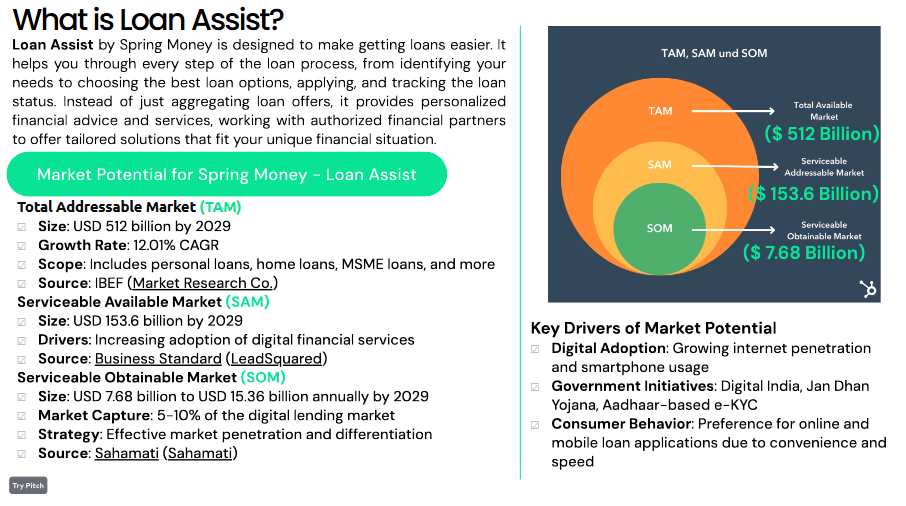 What is Loan Assist?
Loan Assist by Spring Money is designed to make getting loans easier. It
helps you through every step of the loan process, from identifying your
needs to choosing the best loan options, applying, and tracking the loan
status. Instead of just aggregating loan offers, it provides personalized
financial advice and services, working with authorized financial partners
to offer tailored solutions that fit your unique financial situation.
Market Potential for Spring Money - Loan Assist
Total Addressable Market (TAM)
Size: USD 512 billion by 2029
Growth Rate: 12.01% CAGR
Scope: Includes personal loans, home loans, MSME loans, and more
Source: IBEF (Market Research Co.)
Serviceable Available Market (SAM)
Size: USD 153.6 billion by 2029
Drivers: Increasing adoption of digital financial services
Source: Business Standard (LeadSquared)
Serviceable Obtainable Market (SOM)
Size: USD 7.68 billion to USD 15.36 billion annually by 2029
Market Capture: 5-10% of the digital lending market
Strategy: Effective market penetration and differentiation
Source: Sahamati (Sahamati)
Try Pitch
TAM, SAM und SOM
TAM
Total Available
Market
($ 512 Billion)
SAM
Serviceable
Addressable Market
($ 153.6 Billion)
SOM
Serviceable
Obtainable Market
($ 7.68 Billion)
Key Drivers of Market Potential
Digital Adoption: Growing internet penetration
and smartphone usage
Government Initiatives: Digital India, Jan Dhan
Yojana, Aadhaar-based e-KYC
Consumer Behavior: Preference for online and
mobile loan applications due to convenience and
speed